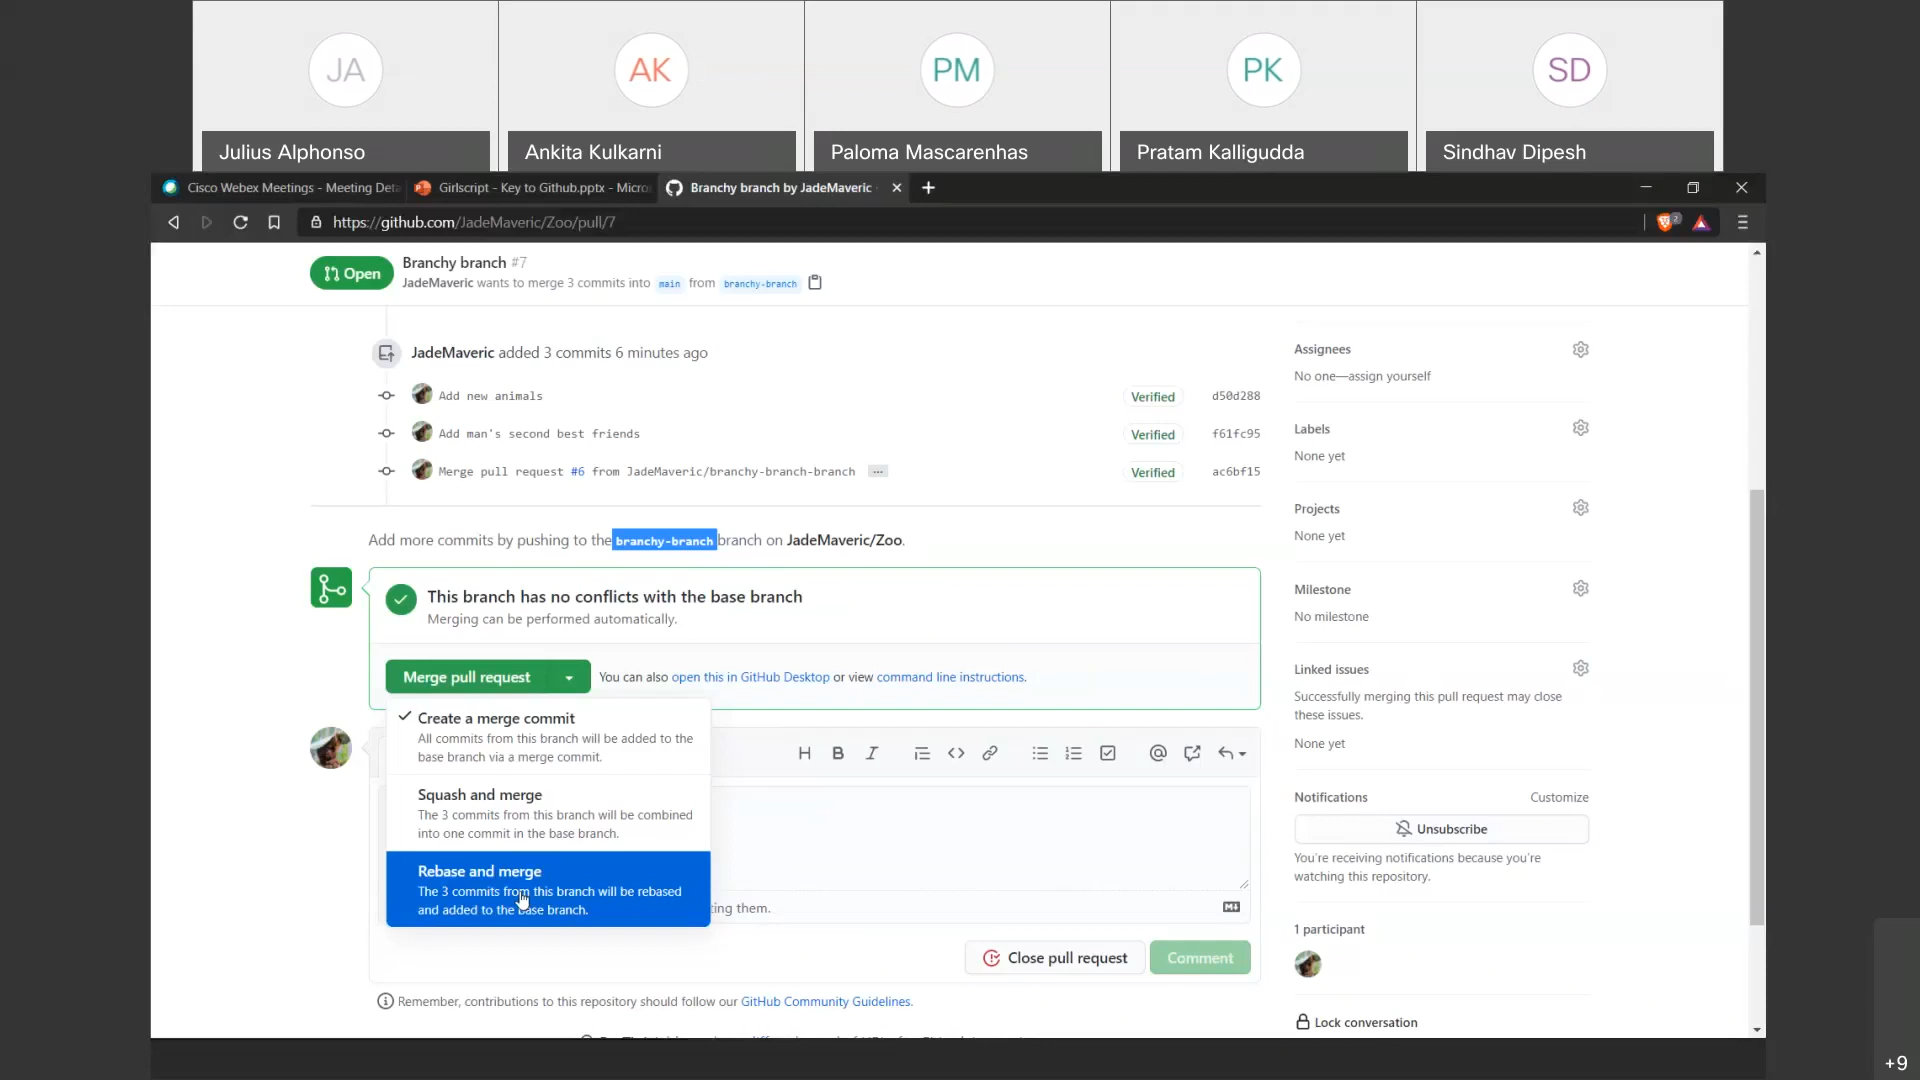 JA
AK
PM
PK
SD
Julius Alphonso
Ankita Kulkarni
Paloma Mascarenhas
Pratam Kalligudda
Sindhav Dipesh
Cisco Webex Meetings - Meeting Deta
Girlscript - Key to Github.pptx - Micros
Branchy branch by JadeMaveric
https://github.com/JadeMaveric/Zoo/pull/7
2
Open
Branchy branch #7
JadeMaveric wants to merge 3 commits into main from branchy-branch
JadeMaveric added 3 commits 6 minutes ago
Add new animals
Verified
d50d288
Add man's second best friends
Verified
f61fc95
Merge pull request #6 from JadeMaveric/branchy-branch-branch ...
Verified
ac6bf15
Add more commits by pushing to the branchy-branch branch on JadeMaveric/Zoo.
This branch has no conflicts with the base branch
Merging can be performed automatically.
Merge pull request
You can also open this in GitHub Desktop or view command line instructions.
Create a merge commit
All commits from this branch will be added to the
base branch via a merge commit.
Squash and merge
The 3 commits from this branch will be combined
into one commit in the base branch.
Rebase and merge
The 3 commits from this branch will be rebased
and added to the base branch.
H B I
ting them.
Close pull request
Comment
Remember, contributions to this repository should follow our GitHub Community Guidelines.
Assignees
No one—assign yourself
Labels
None yet
Projects
None yet
Milestone
No milestone
Linked issues
Successfully merging this pull request may close
these issues.
None yet
Notifications
Customize
Unsubscribe
You're receiving notifications because you're
watching this repository.
1 participant
Lock conversation
+9